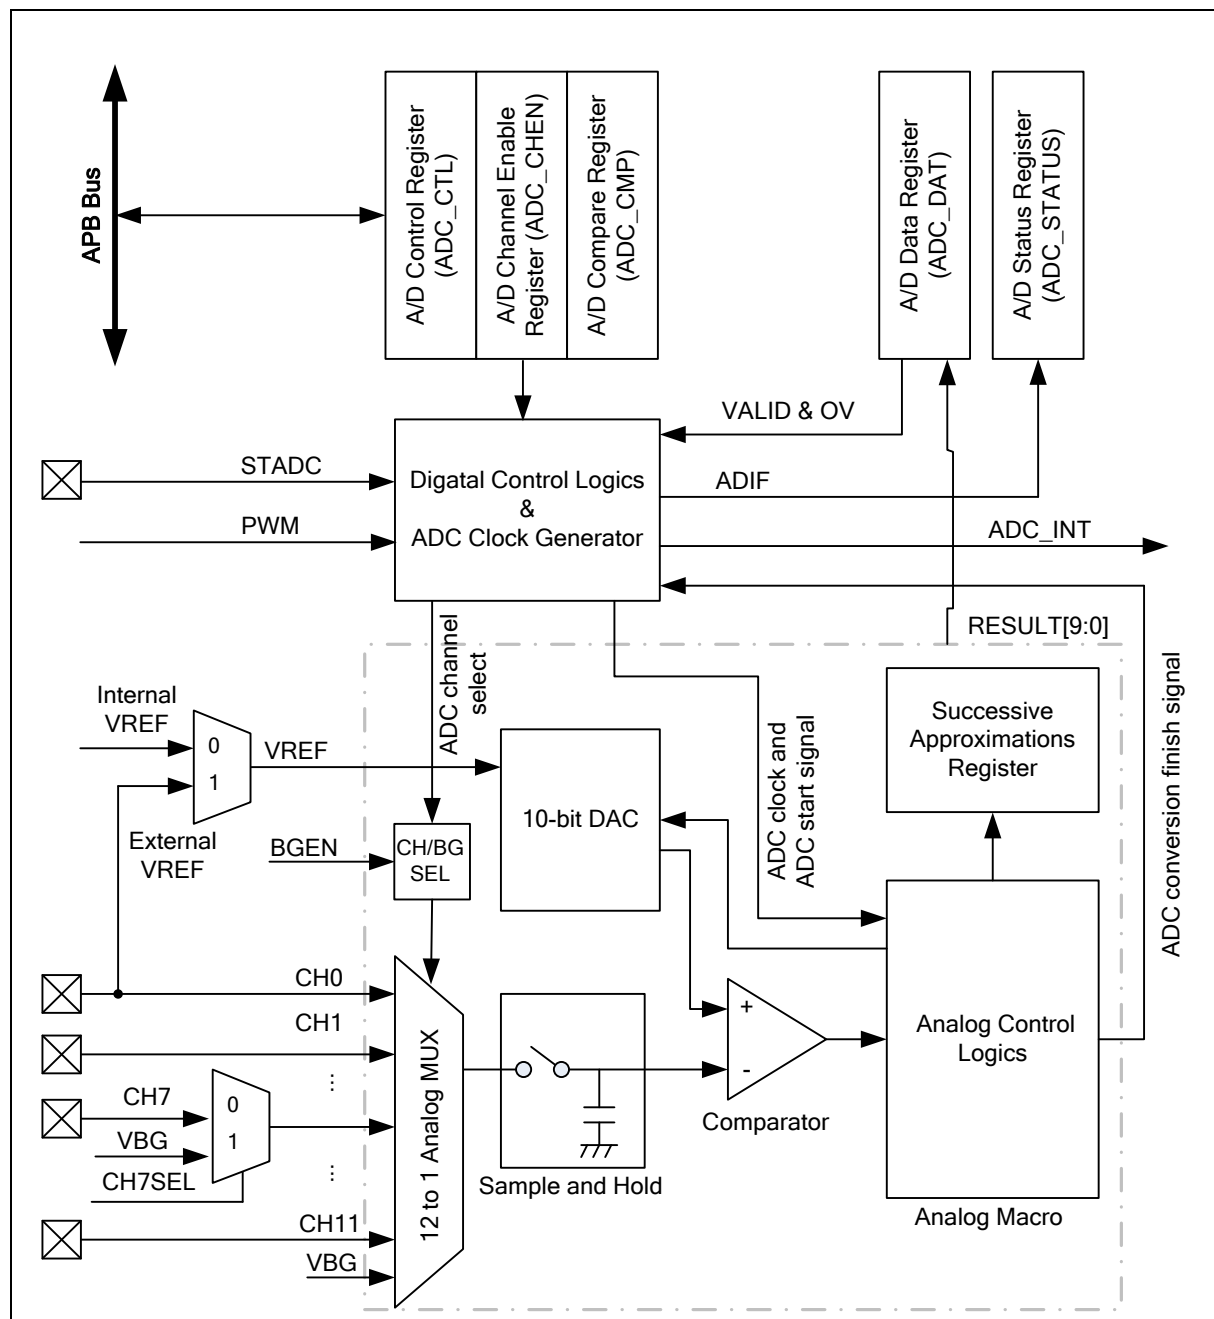 APB Bus
A/D Control Register
(ADC_CTL)
A/D Channel Enable
Register (ADC_CHEN)
A/D Compare Register
(ADC_CMP)
A/D Data Register
(ADC_DAT)
A/D Status Register
(ADC_STATUS)
VALID & OV
STADC
Digatal Control Logics
&
ADC Clock Generator
ADIF
PWM
ADC_INT
RESULT[9:0]
ADC channel
select
ADC clock and
ADC start signal
ADC conversion finish signal
Internal
VREF
0
1
VREF
External
VREF
10-bit DAC
Successive
Approximations
Register
BGEN
CH/BG
SEL
CH0
CH1
...
CH7
0
VBG
1
CH7SEL
...
CH11
VBG
12 to 1 Analog MUX
Sample and Hold
+
-
Comparator
Analog Control
Logics
Analog Macro